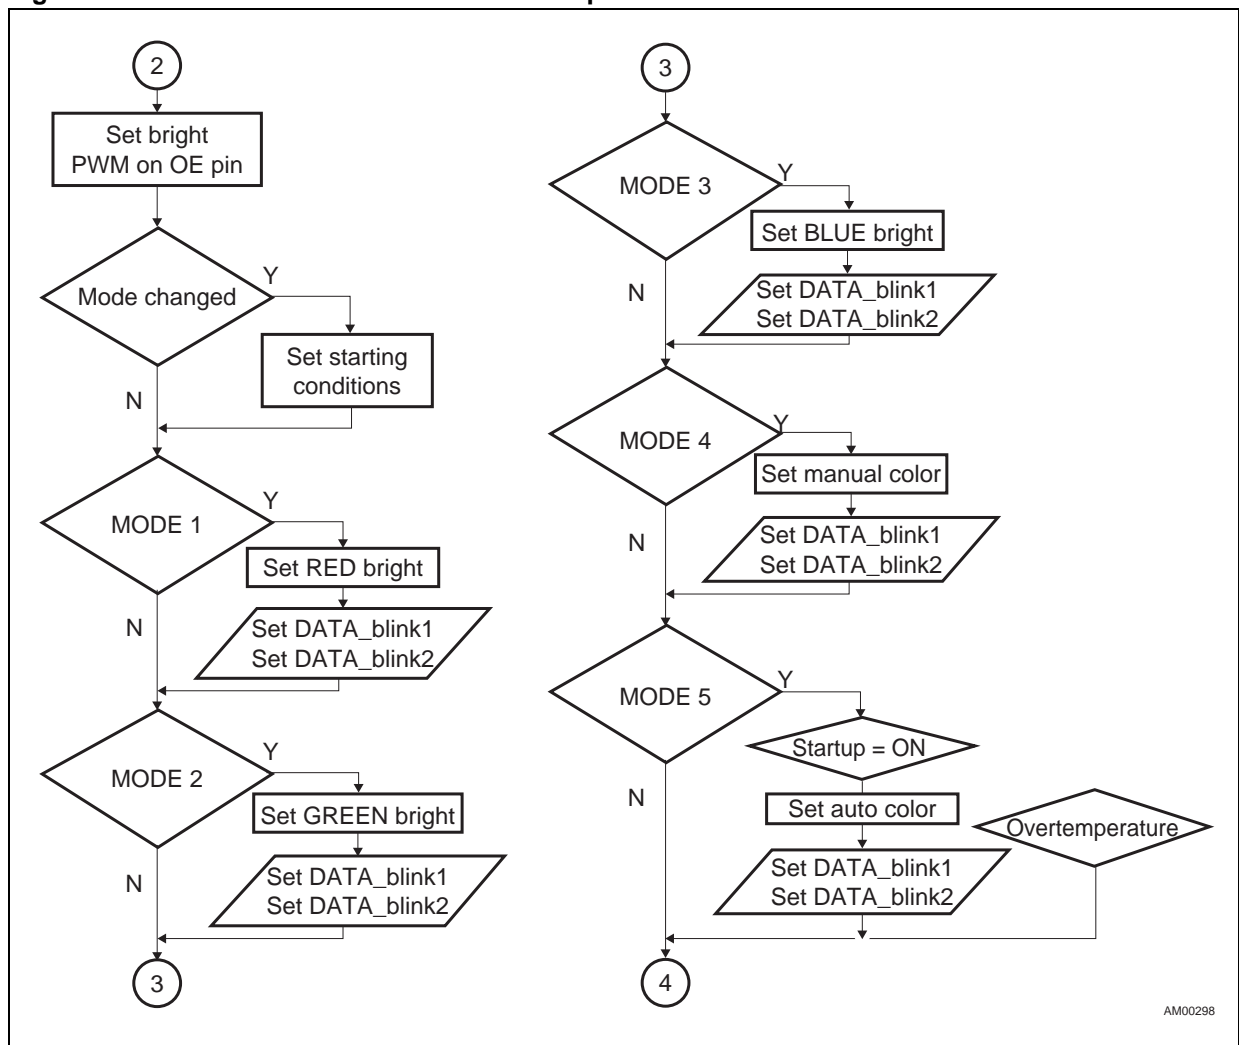 2
Set bright
PWM on OE pin
Mode changed
Y
Set starting
conditions
N
MODE 1
Y
Set RED bright
N
Set DATA_blink1
Set DATA_blink2
MODE 2
Y
Set GREEN bright
N
Set DATA_blink1
Set DATA_blink2
3
3
MODE 3
Y
Set BLUE bright
N
Set DATA_blink1
Set DATA_blink2
MODE 4
Y
Set manual color
N
Set DATA_blink1
Set DATA_blink2
MODE 5
Y
Startup = ON
N
Set auto color
Overtemperature
Set DATA_blink1
Set DATA_blink2
4
AM00298